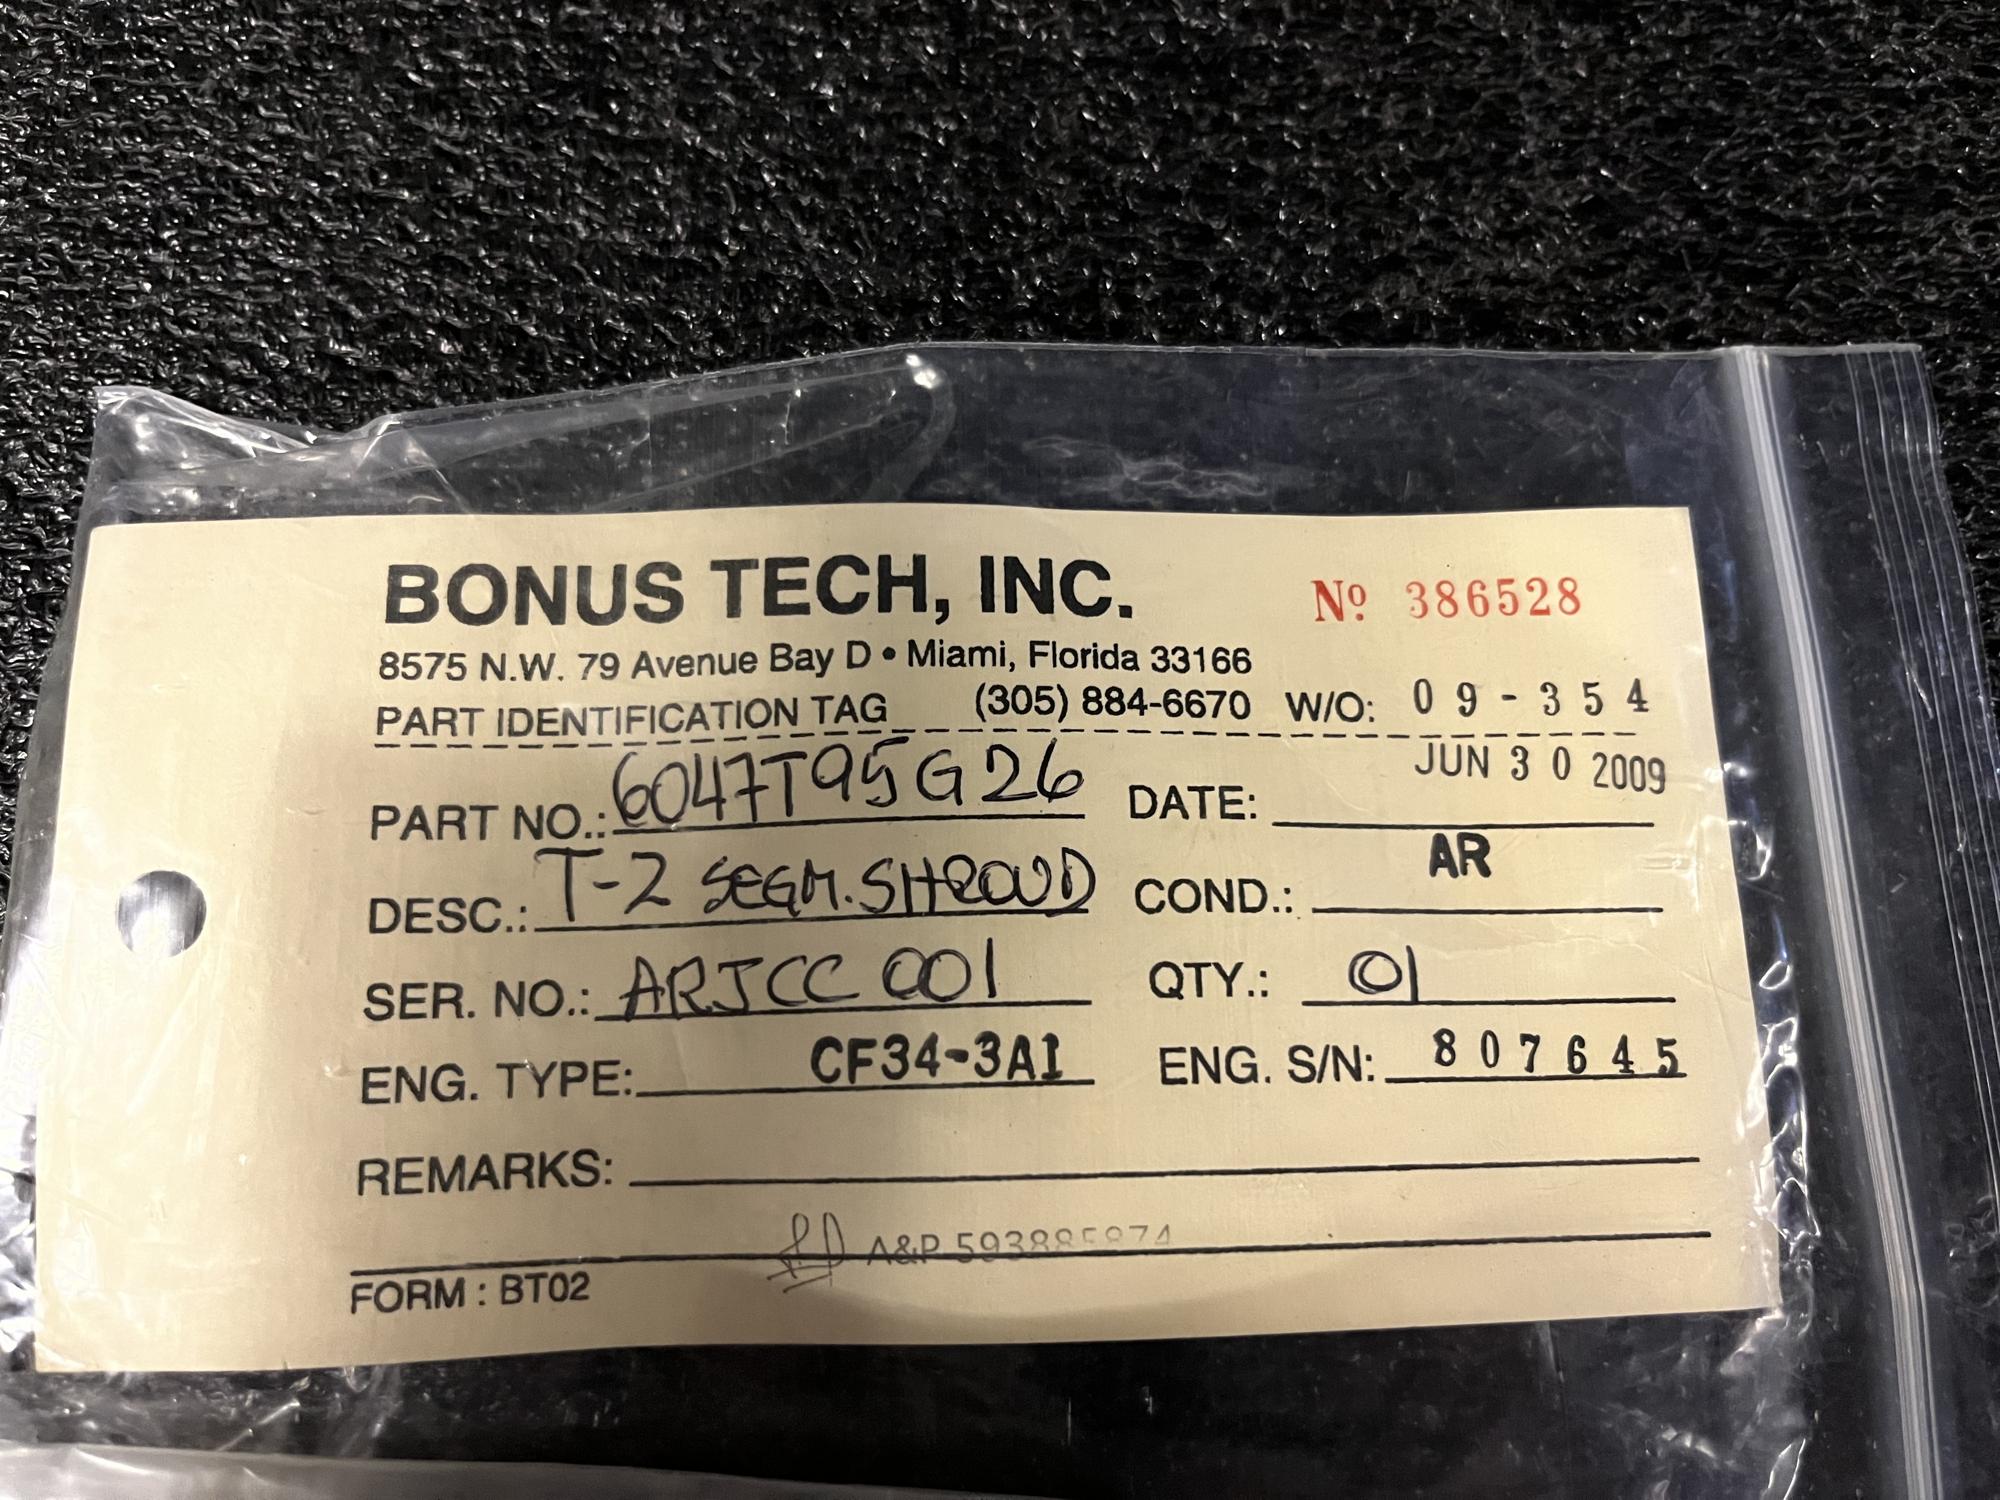 BONUS TECH, INC.
Nº 386528
8575 N.W. 79 Avenue Bay D • Miami, Florida 33166
PART IDENTIFICATION TAG (305) 884-6670 W/O: 09-354
PART NO.: 6047T95G26 DATE: JUN 30 2009
DESC.: T-2 SEGM. SHROUD COND.: AR
SER. NO.: ARJCC 001 QTY.: 01
ENG. TYPE: CF34-3A1 ENG. S/N: 807645
REMARKS:
A&P
FORM : BT02